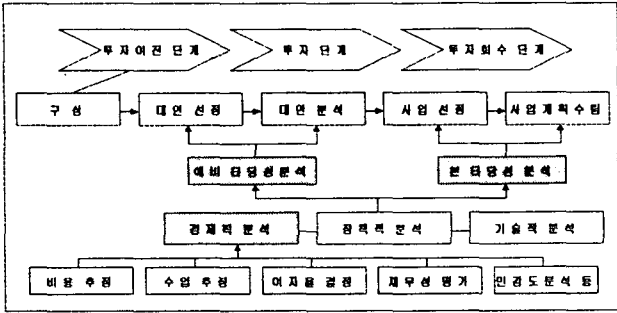 투자여전 단계
투자 단계
투자회수 단계
구상
대안 선정
대안 분석
사업 선정
사업계획수립
예비 타당성분석
본 타당성 분석
경제적 분석
정책적 분석
기술적분석
비용 추정
수입 추정
이자율 결정
재무성 평가
민감도분석 등